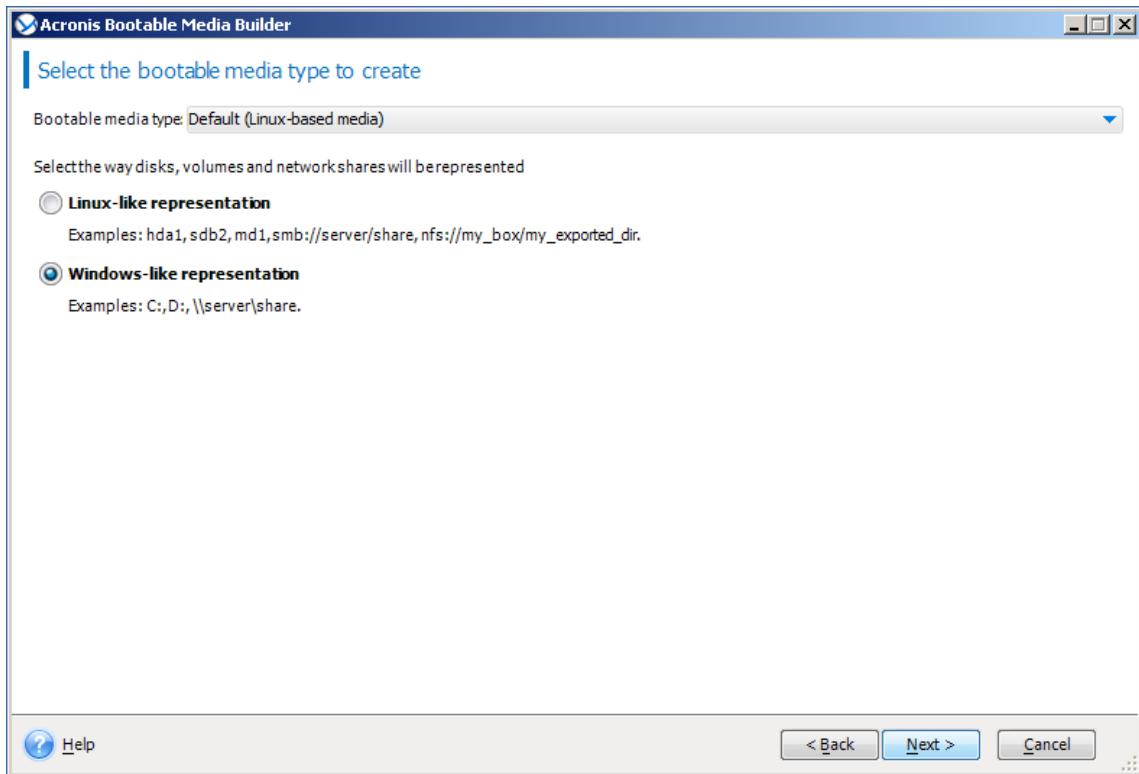 Acronis Bootable Media Builder
Select the bootable media type to create
Bootable media type: Default (Linux-based media)
Select the way disks, volumes and network shares will be represented
Linux-like representation
Examples: hda1, sdb2, md1, smb://server/share, nfs://my_box/my_exported_dir.
Windows-like representation
Examples: C:, D:, \\server\share.
Help
< Back
Next >
Cancel